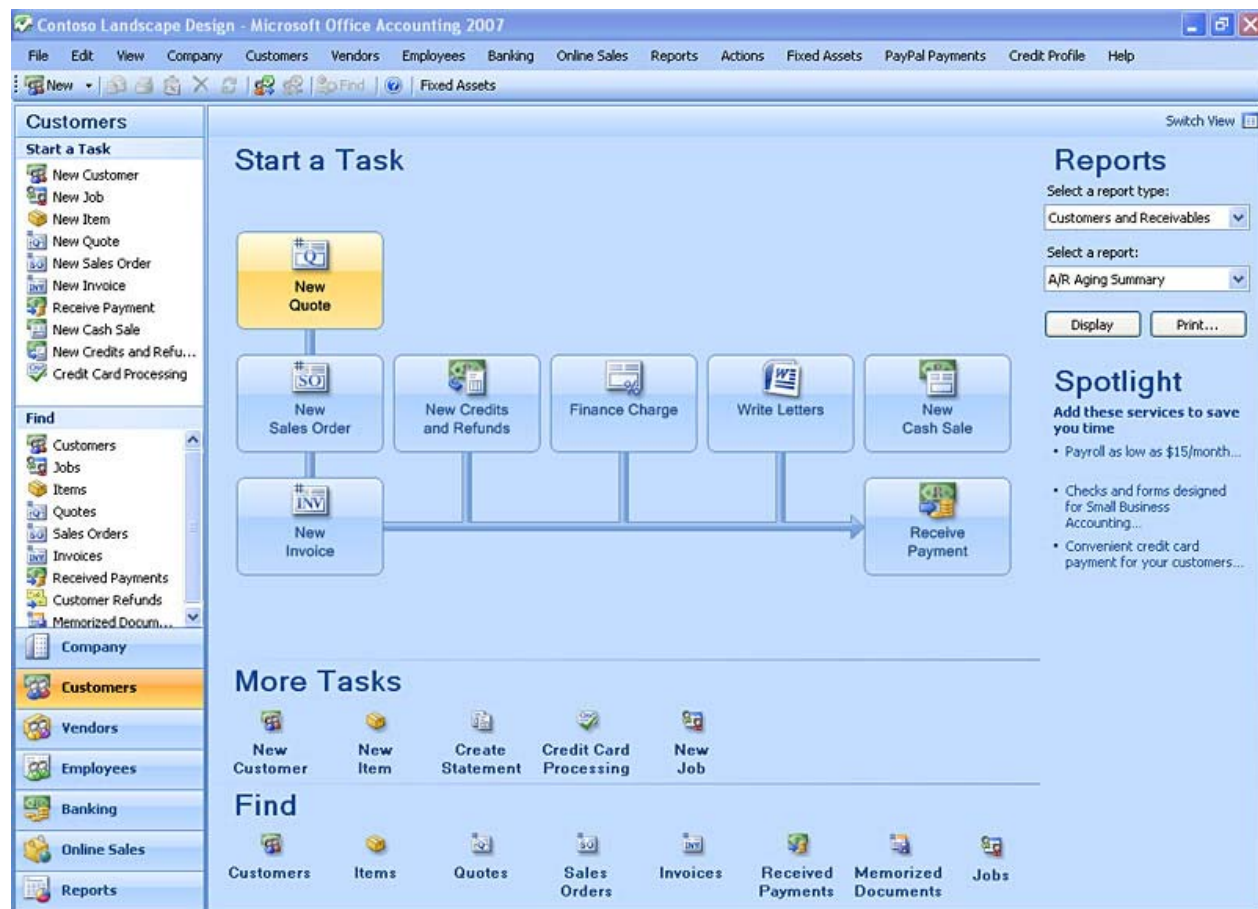 Contoso Landscape Design - Microsoft Office Accounting 2007
File Edit View Company Customers Vendors Employees Banking Online Sales Reports Actions Fixed Assets PayPal Payments Credit Profile Help
New Find Fixed Assets
Customers
Start a Task
New Customer
New Job
New Item
New Quote
New Sales Order
New Invoice
Receive Payment
New Cash Sale
New Credits and Refu...
Credit Card Processing
Find
Customers
Jobs
Items
Quotes
Sales Orders
Invoices
Received Payments
Customer Refunds
Memorized Docum...
Company
Customers
Vendors
Employees
Banking
Online Sales
Reports
Switch View
Start a Task
New
Quote
New
Sales Order
New Credits
and Refunds
Finance Charge
Write Letters
New
Cash Sale
New
Invoice
Receive
Payment
More Tasks
New
Customer
New
Item
Create
Statement
Credit Card
Processing
New
Job
Find
Customers
Items
Quotes
Sales
Orders
Invoices
Received
Payments
Memorized
Documents
Jobs
Reports
Select a report type:
Customers and Receivables
Select a report:
A/R Aging Summary
Display Print...
Spotlight
Add these services to save
you time
• Payroll as low as $15/month...
• Checks and forms designed
for Small Business
Accounting...
• Convenient credit card
payment for your customers...